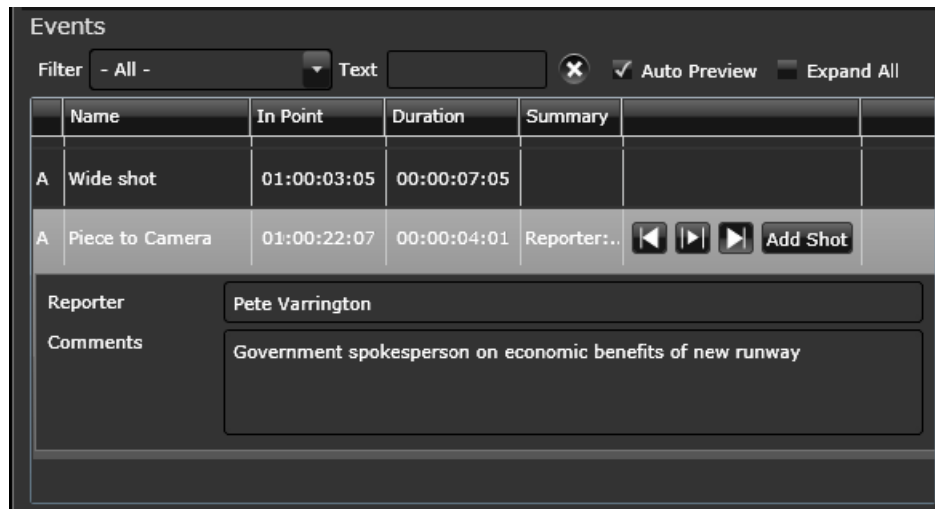 Events
Filter - All - Text Auto Preview Expand All
Name In Point Duration Summary
A Wide shot 01:00:03:05 00:00:07:05
A Piece to Camera 01:00:22:07 00:00:04:01 Reporter:.. Add Shot
Reporter Pete Varrington
Comments Government spokesperson on economic benefits of new runway